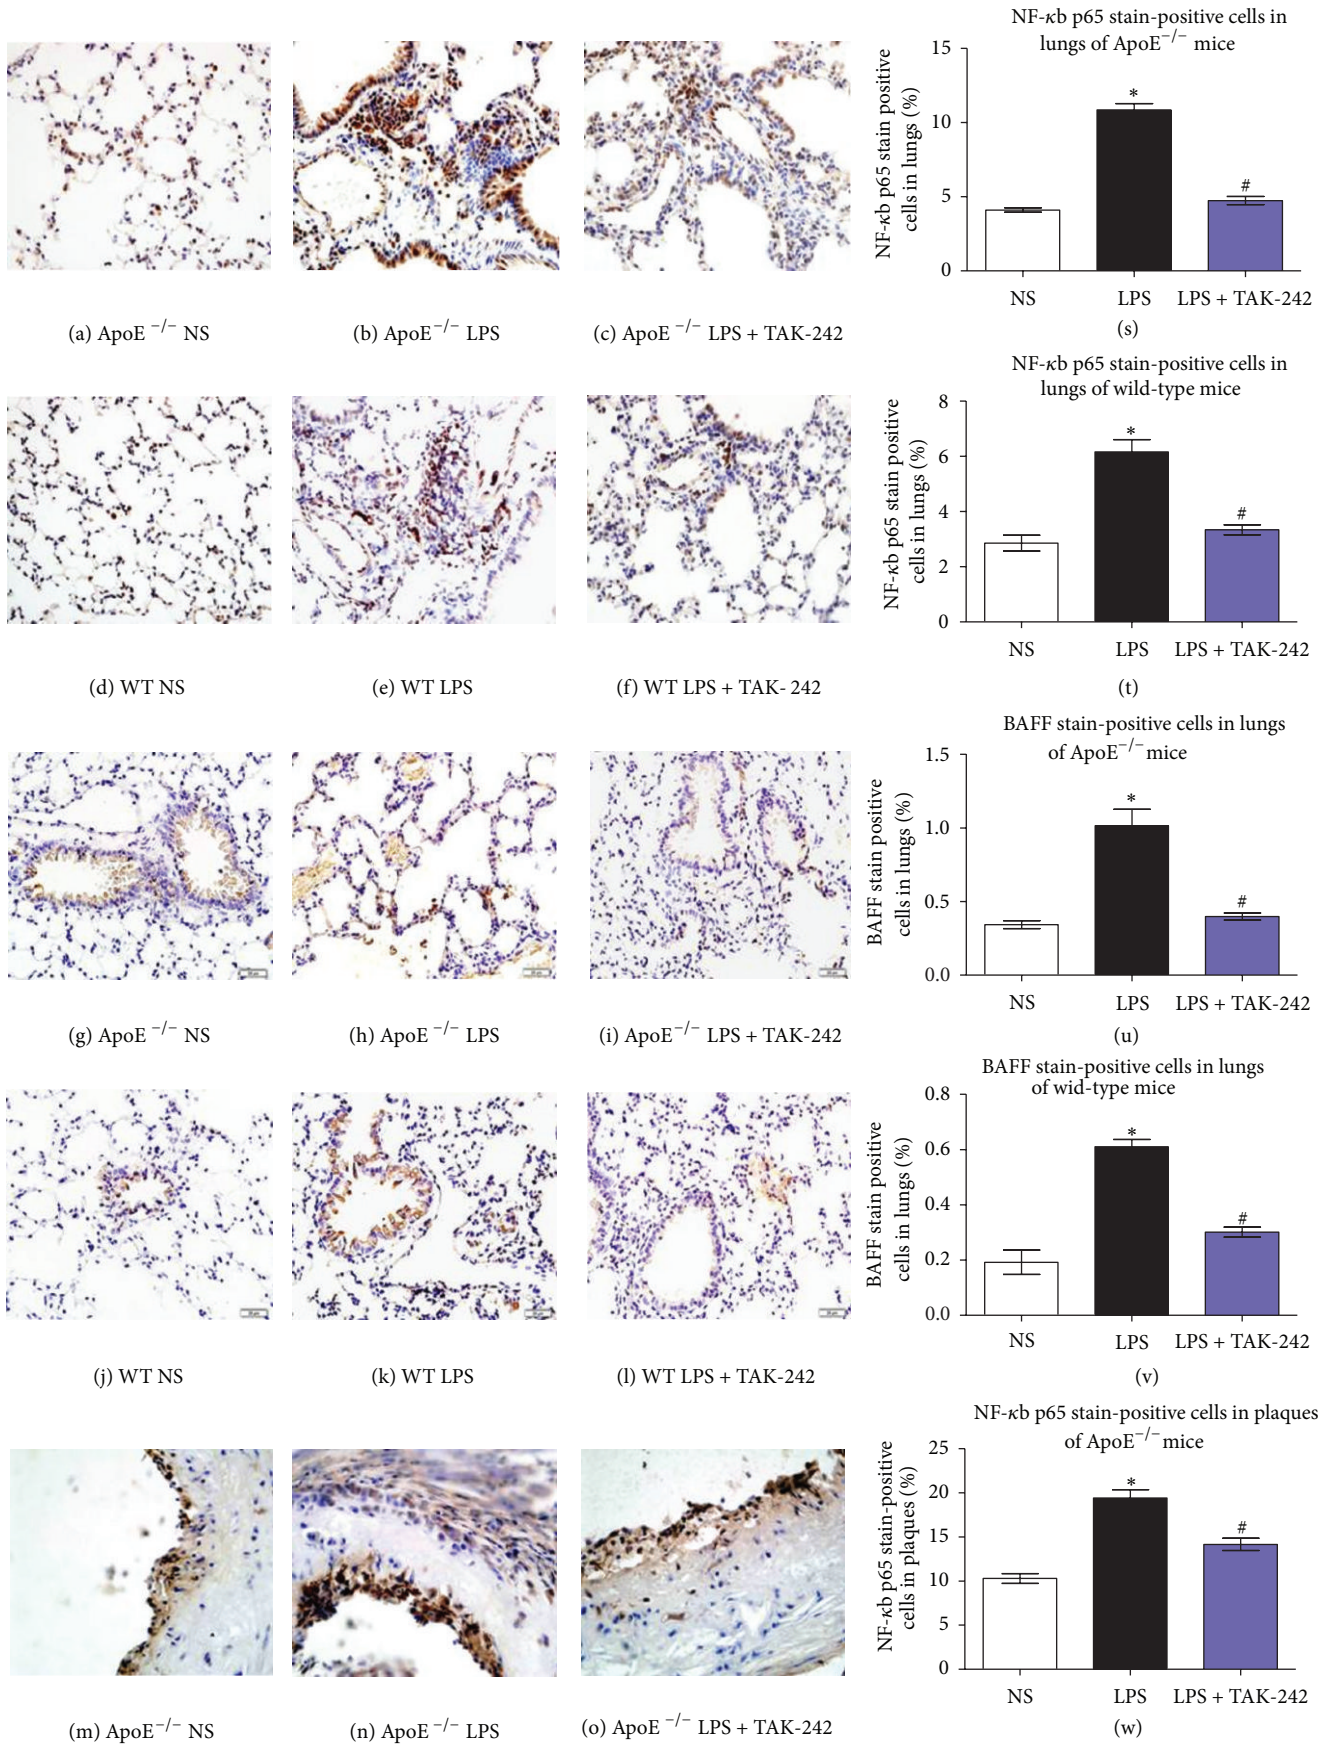 (a) ApoE −/− NS
(b) ApoE−/− LPS
(c) ApoE −/− LPS + TAK-242
NF-κb p65 stain-positive cells in
lungs of ApoE−/− mice
NF-κb p65 stain positive
cells in lungs (%)
15
10
5
0
*
#
NS
LPS
LPS + TAK-242
(s)
(d) WT NS
(e) WT LPS
(f) WT LPS + TAK- 242
NF-κb p65 stain-positive cells in
lungs of wild-type mice
NF-κb p65 stain positive
cells in lungs (%)
8
6
4
2
0
*
#
NS
LPS
LPS + TAK-242
(t)
(g) ApoE −/− NS
(h) ApoE−/− LPS
(i) ApoE−/− LPS + TAK-242
BAFF stain-positive cells in lungs
of ApoE−/− mice
BAFF stain positive
cells in lungs (%)
1.5
1.0
0.5
0.0
*
#
NS
LPS
LPS + TAK-242
(u)
(j) WT NS
(k) WT LPS
(l) WT LPS + TAK-242
BAFF stain-positive cells in lungs
of wid-type mice
BAFF stain positive
cells in lungs (%)
0.8
0.6
0.4
0.2
0.0
*
#
NS
LPS
LPS + TAK-242
(v)
(m) ApoE−/− NS
(n) ApoE−/− LPS
(o) ApoE −/− LPS + TAK-242
NF-κb p65 stain-positive cells in plaques
of ApoE−/− mice
NF-κb p65 stain-positive
cells in plaques (%)
25
20
15
10
5
0
*
#
NS
LPS
LPS + TAK-242
(w)